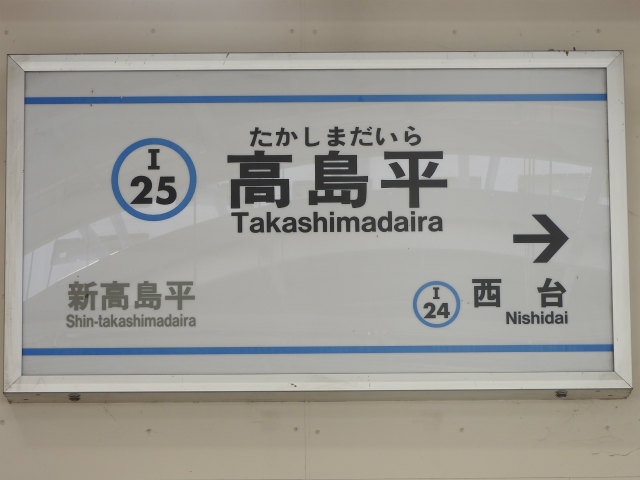 たかしまだいら
I
25
高島平
Takashimadaira
新高島平
Shin-takashimadaira
I
24
西台
Nishidai